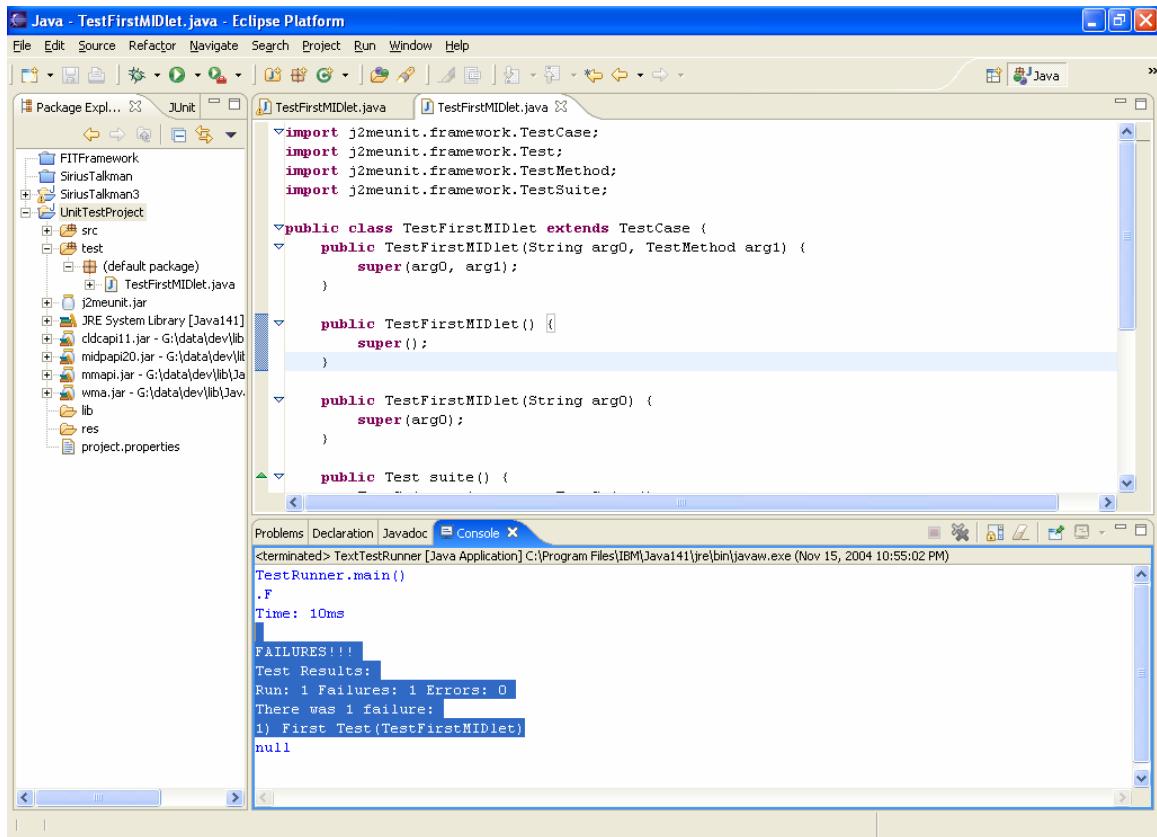 Java - TestFirstMIDlet.java - Eclipse Platform
File Edit Source Refactor Navigate Search Project Run Window Help
Java
»
Package Expl... JUnit
FITFramework
SiriusTalkman
SiriusTalkman3
UnitTestProject
src
test
(default package)
TestFirstMIDlet.java
j2meunit.jar
JRE System Library [Java141]
cldcapi11.jar - G:\data\dev\lib
midpapi20.jar - G:\data\dev\lib
mmapi.jar - G:\data\dev\lib\Ja
wma.jar - G:\data\dev\lib\Jav
lib
res
project.properties
TestFirstMIDlet.java TestFirstMIDlet.java
import j2meunit.framework.TestCase;
import j2meunit.framework.Test;
import j2meunit.framework.TestMethod;
import j2meunit.framework.TestSuite;
public class TestFirstMIDlet extends TestCase {
public TestFirstMIDlet(String arg0, TestMethod arg1) {
super(arg0, arg1);
}
public TestFirstMIDlet() {
super();
}
public TestFirstMIDlet(String arg0) {
super(arg0);
}
public Test suite() {
Problems Declaration Javadoc Console
<terminated> TextTestRunner [Java Application] C:\Program Files\IBM\Java141\jre\bin\javaw.exe (Nov 15, 2004 10:55:02 PM)
TestRunner.main()
.F
Time: 10ms
FAILURES!!!
Test Results:
Run: 1 Failures: 1 Errors: 0
There was 1 failure:
1) First Test(TestFirstMIDlet)
null